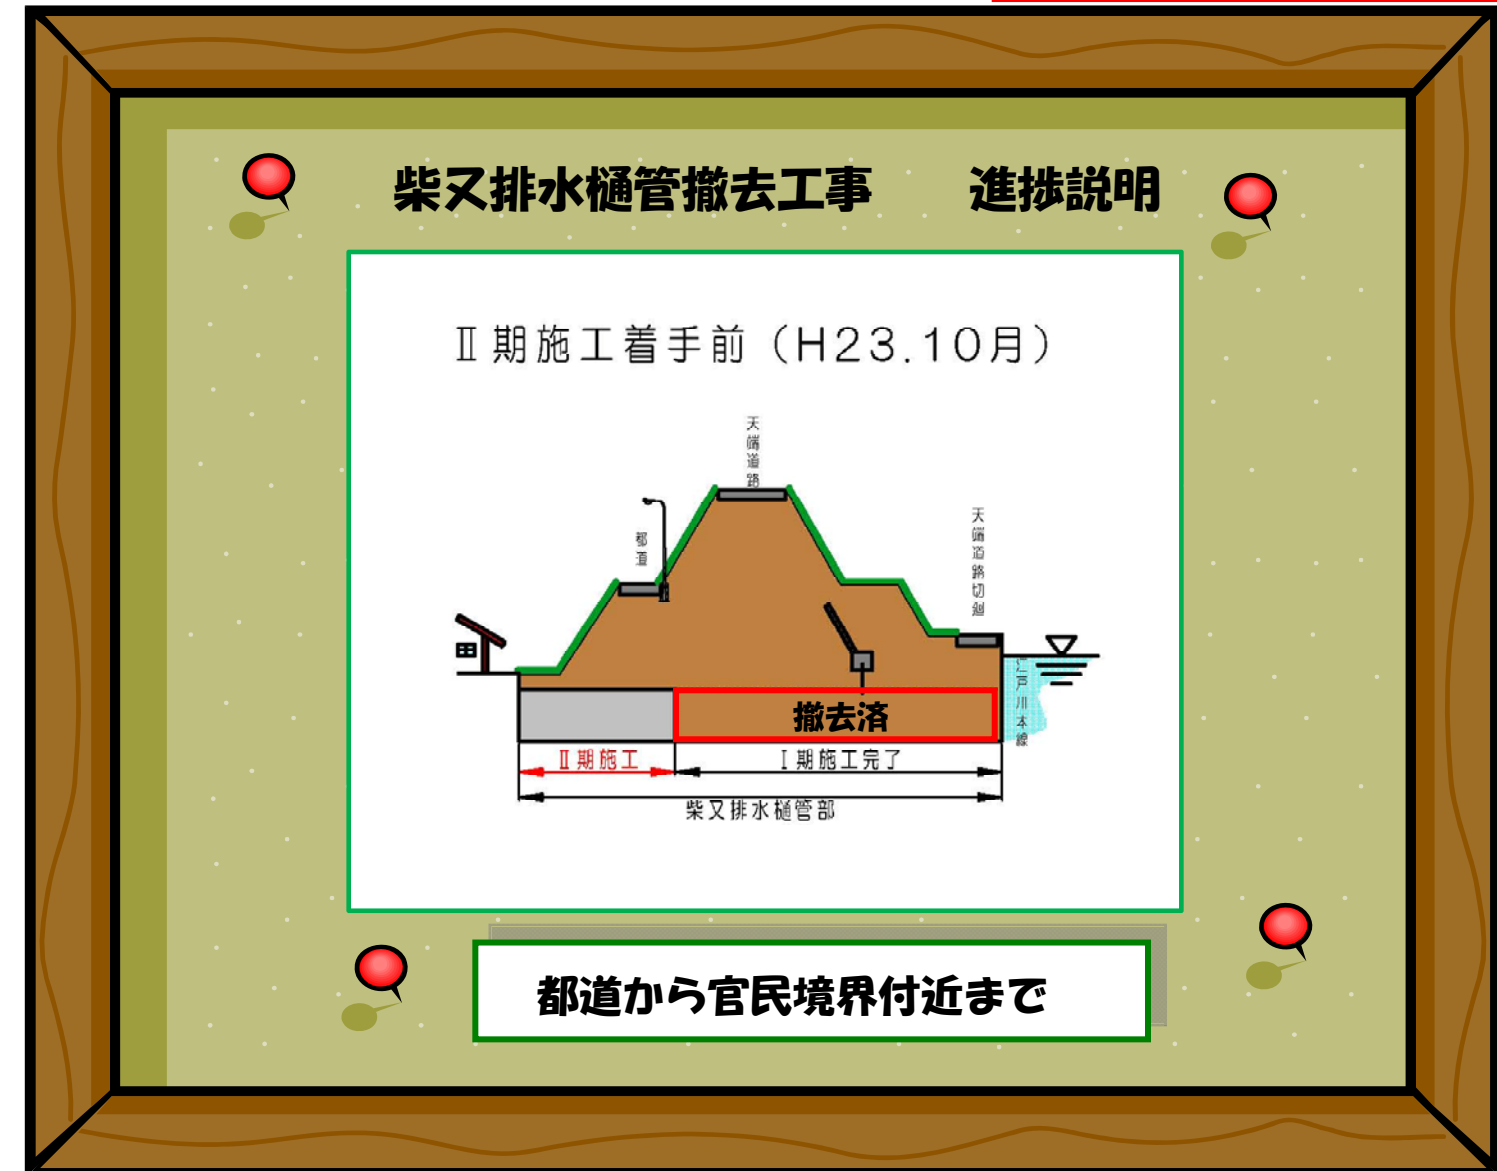 柴又排水樋管撤去工事　　進捗説明
Ⅱ期施工着手前（H23.10月）
天端道路
都道
天端道路切廻
江戸川本線
撤去済
Ⅱ期施工
Ⅰ期施工完了
柴又排水樋管部
都道から官民境界付近まで